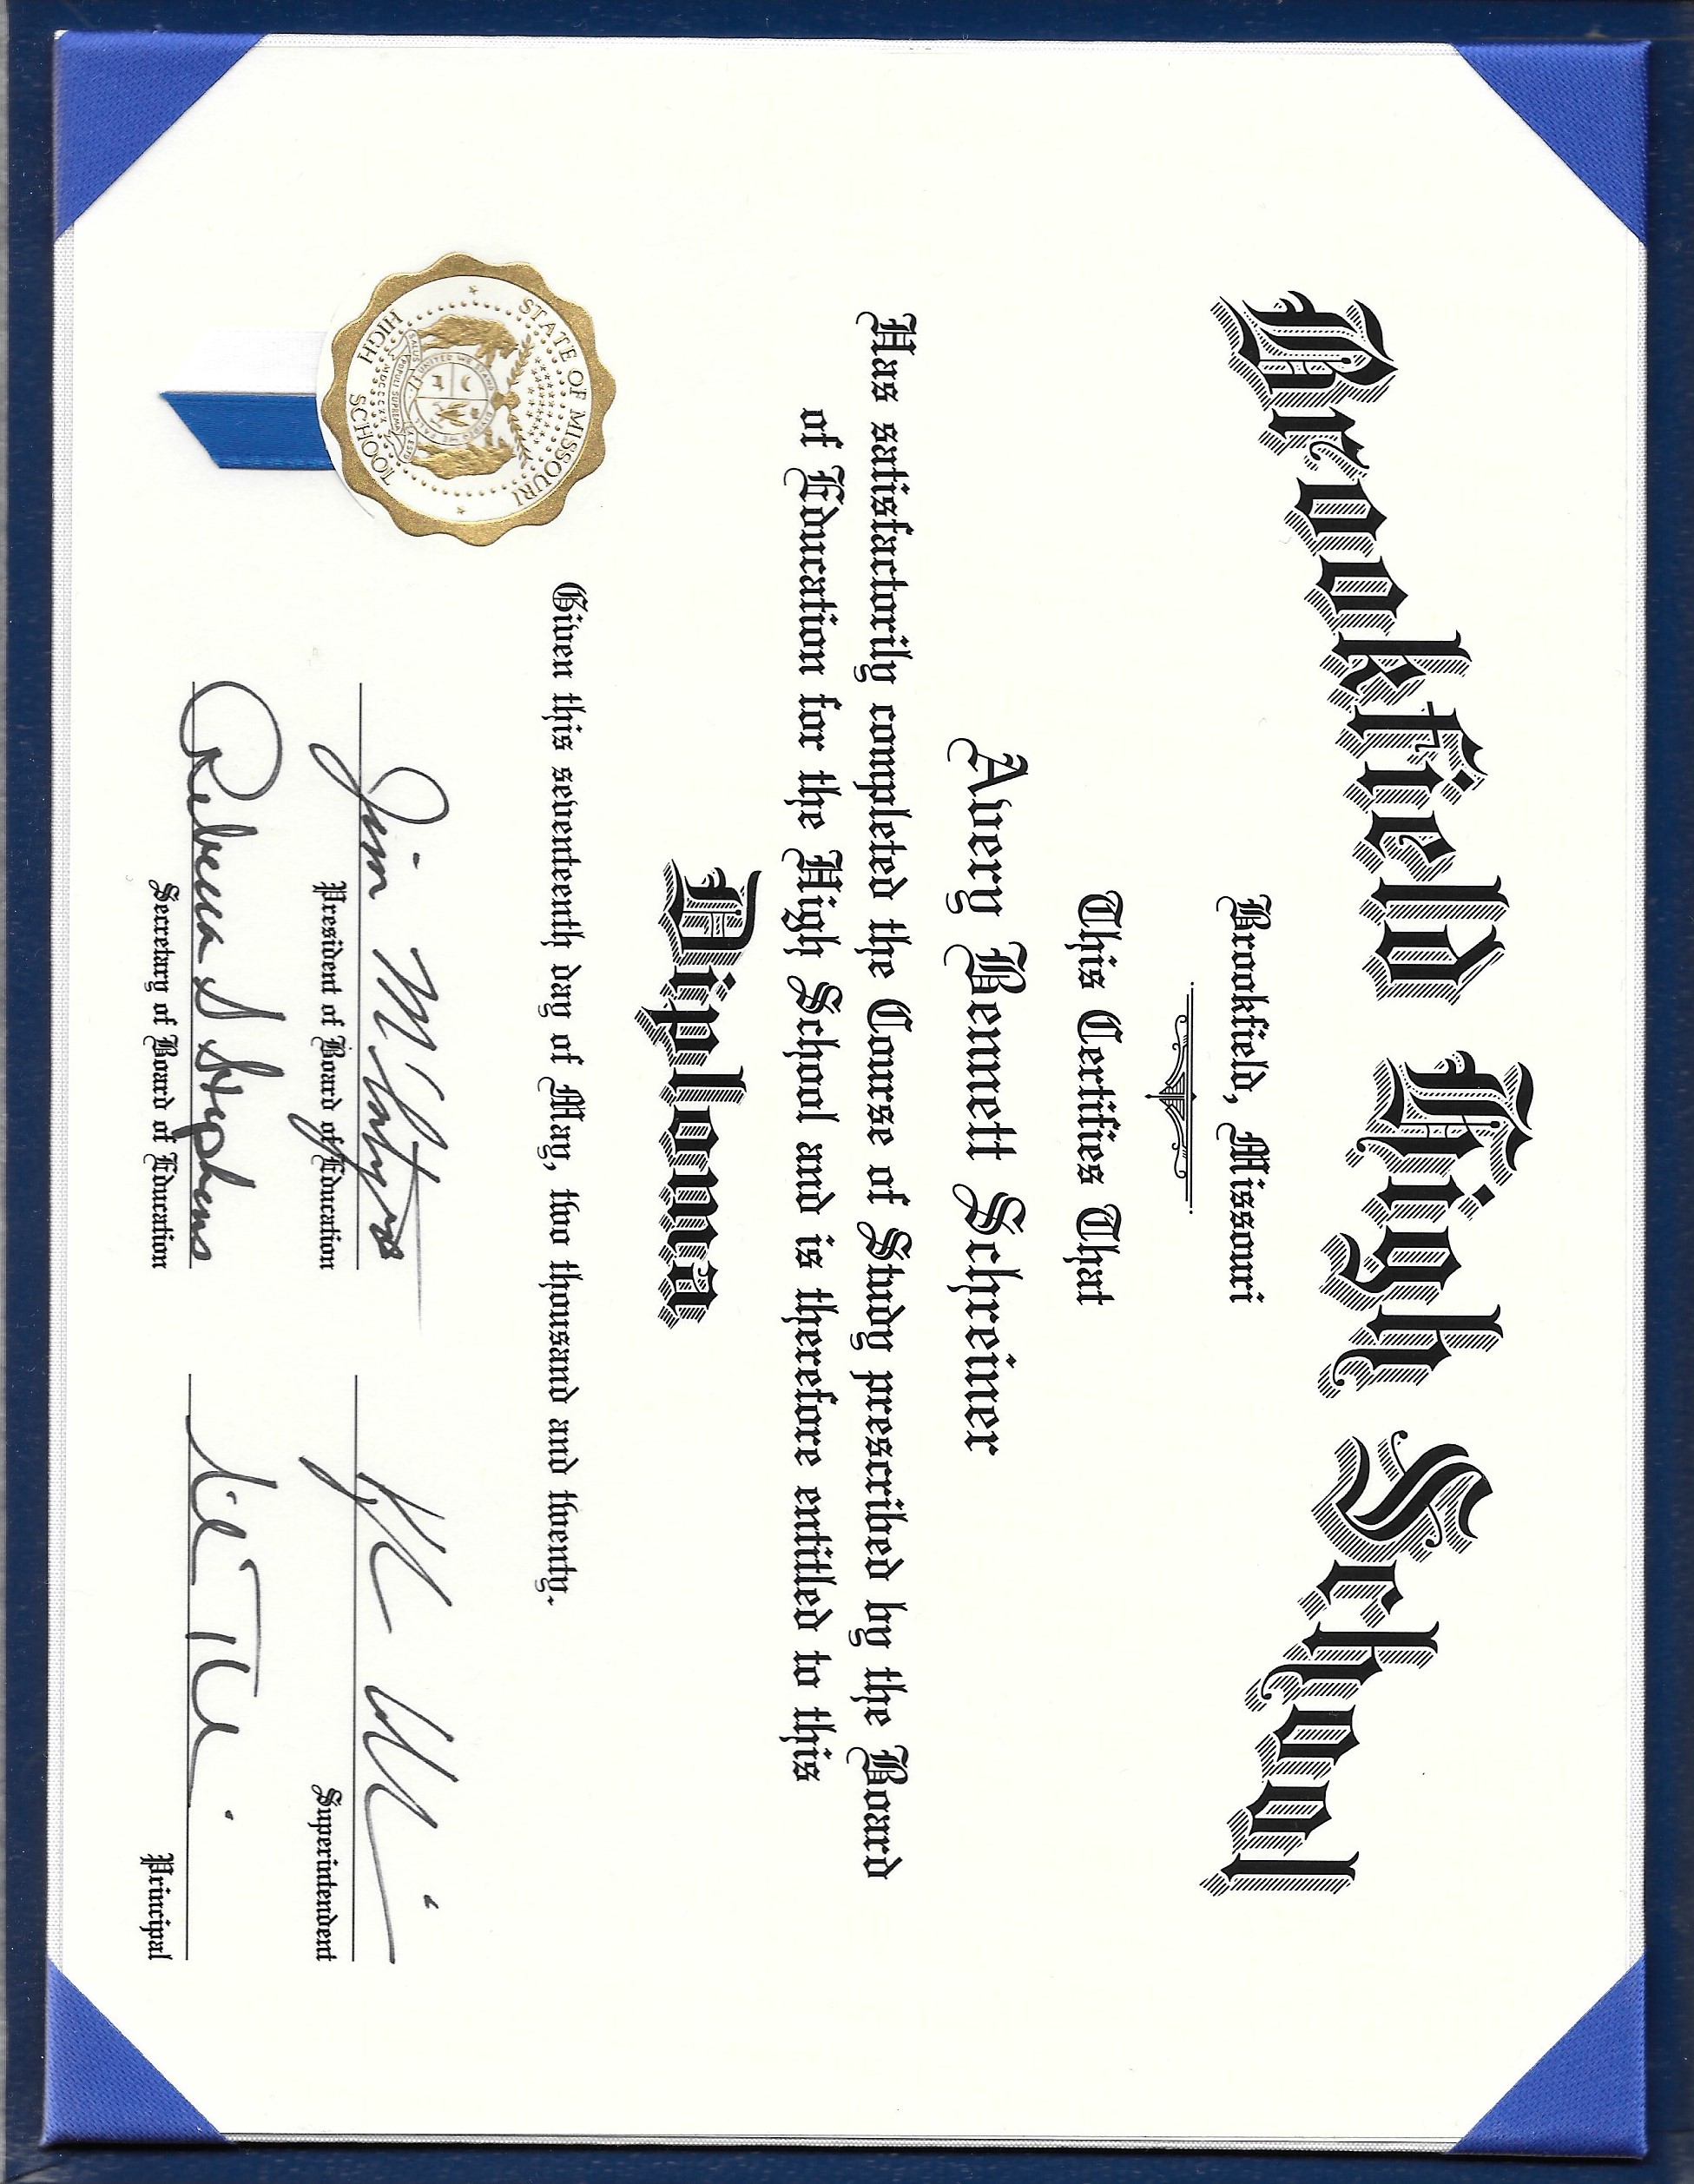 Brookfield High School
Brookfield, Missouri
This Certifies That
Avery Bennett Schreiner
Has satisfactorily completed the Course of Study prescribed by the Board
of Education for the High School and is therefore entitled to this
Diploma
Given this seventeenth day of May, two thousand and twenty.
STATE OF MISSOURI
UNITED WE STAND DIVIDED WE FALL
SALUS POPULI SUPREMA LEX ESTO
MDCCCXX
HIGH SCHOOL
Jim McIntyre
President of Board of Education
Superintendent
Rebecca S Stephens
Secretary of Board of Education
Principal